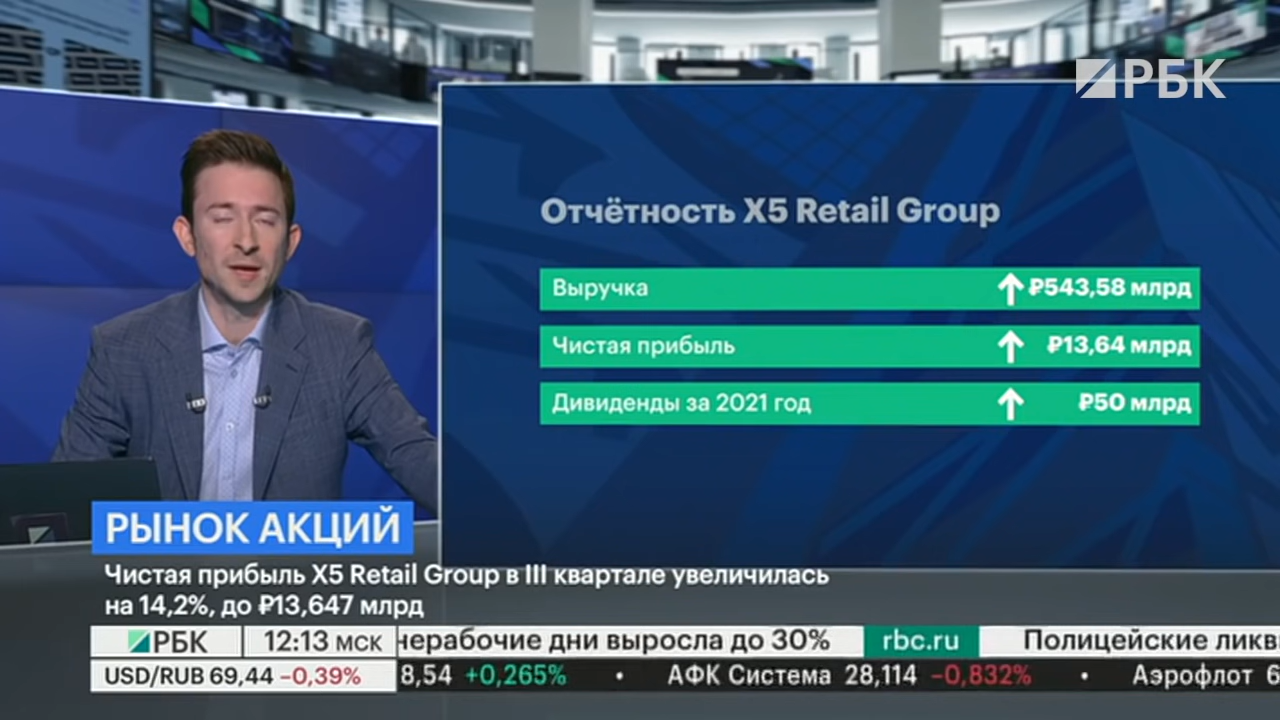 РБК
Отчётность X5 Retail Group
Выручка ₽543,58 млрд
Чистая прибыль ₽13,64 млрд
Дивиденды за 2021 год ₽50 млрд
РЫНОК АКЦИЙ
Чистая прибыль X5 Retail Group в III квартале увеличилась
на 14,2%, до ₽13,647 млрд
РБК 12:13 МСК нерабочие дни выросла до 30% rbc.ru Полицейские
USD/RUB 69,44 −0,39% 8,54 +0,265% • АФК Система 28,114 −0,832% • Аэрофлот 6